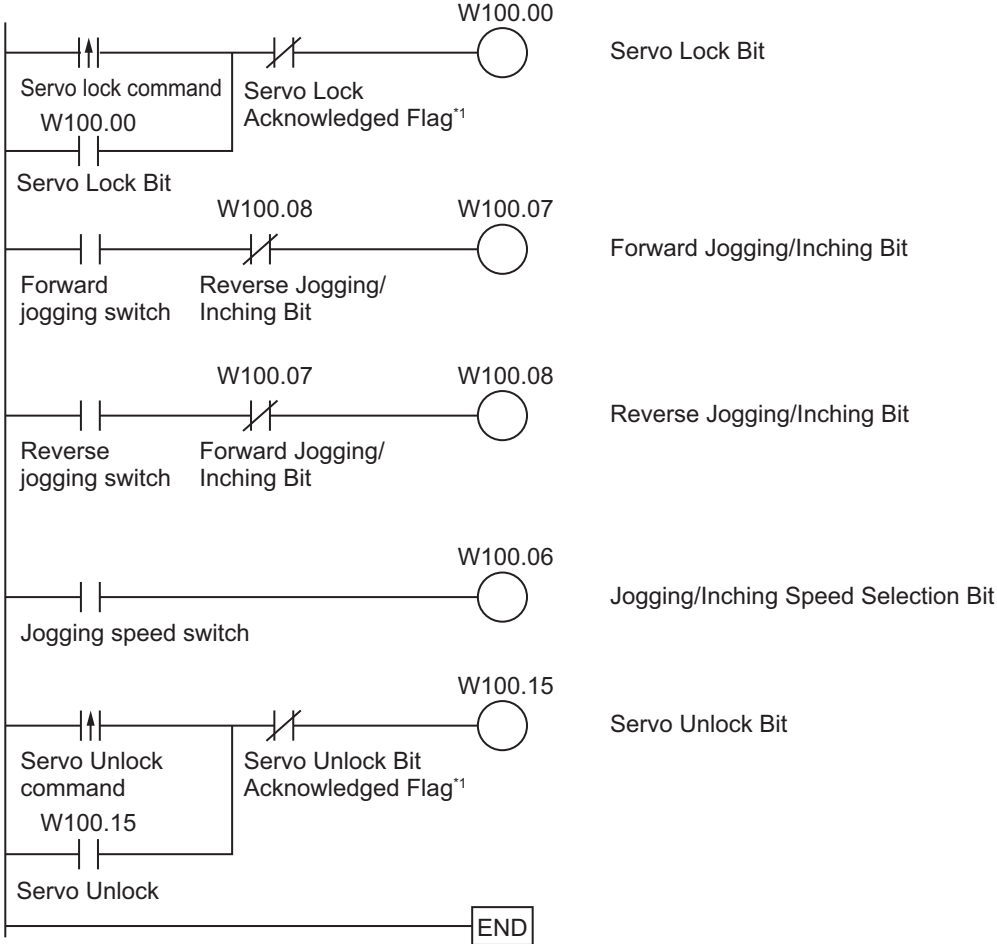 W100.00
Servo Lock Bit
Servo lock command
Servo Lock
Acknowledged Flag*1
W100.00
Servo Lock Bit
W100.08
W100.07
Forward Jogging/Inching Bit
Forward
jogging switch
Reverse Jogging/
Inching Bit
W100.07
W100.08
Reverse Jogging/Inching Bit
Reverse
jogging switch
Forward Jogging/
Inching Bit
W100.06
Jogging/Inching Speed Selection Bit
Jogging speed switch
W100.15
Servo Unlock Bit
Servo Unlock
command
Servo Unlock Bit
Acknowledged Flag*1
W100.15
Servo Unlock
END